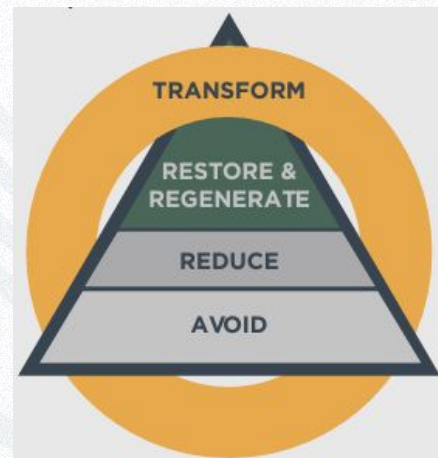 TRANSFORM
RESTORE &
REGENERATE
REDUCE
AVOID